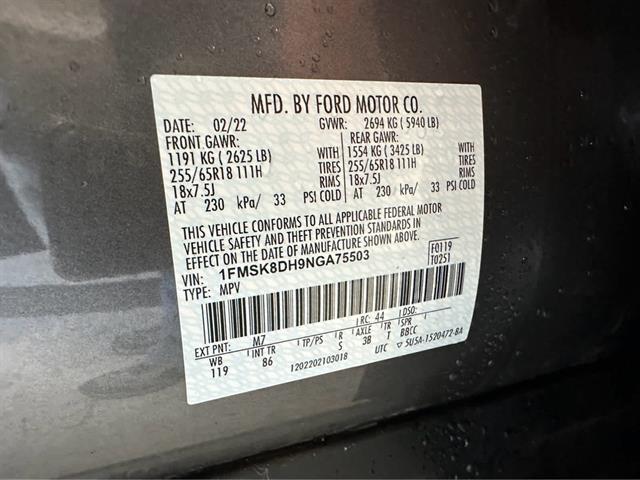 MFD. BY FORD MOTOR CO.
DATE: 02/22 GVWR: 2694 KG ( 5940 LB)
FRONT GAWR: REAR GAWR:
1191 KG ( 2625 LB) WITH 1554 KG ( 3425 LB) WITH
255/65R18 111H TIRES 255/65R18 111H TIRES
18x7.5J RIMS 18x7.5J RIMS
AT 230 kPa/ 33 PSI COLD AT 230 kPa/ 33 PSI COLD
THIS VEHICLE CONFORMS TO ALL APPLICABLE FEDERAL MOTOR
VEHICLE SAFETY AND THEFT PREVENTION STANDARDS IN
EFFECT ON THE DATE OF MANUFACTURE SHOWN ABOVE.
VIN: 1FMSK8DH9NGA75503 F0119
TYPE: MPV T0251
EXT PNT: M7 RC: 44 DSO:
WB INT TR TP/PS R AXLE TR SPR
119 86 S 38 T BBCC
1202202103018 UTC 5U5A-1520472-BA